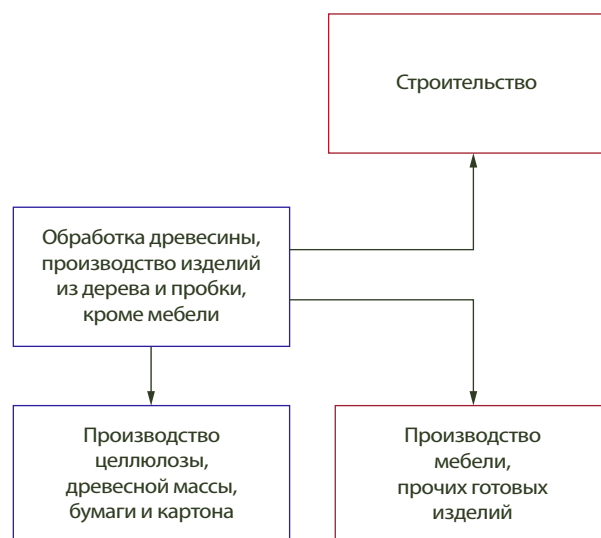 Строительство
Обработка древесины,
производство изделий
из дерева и пробки,
кроме мебели
Производство
целлюлозы,
древесной массы,
бумаги и картона
Производство
мебели,
прочих готовых
изделий